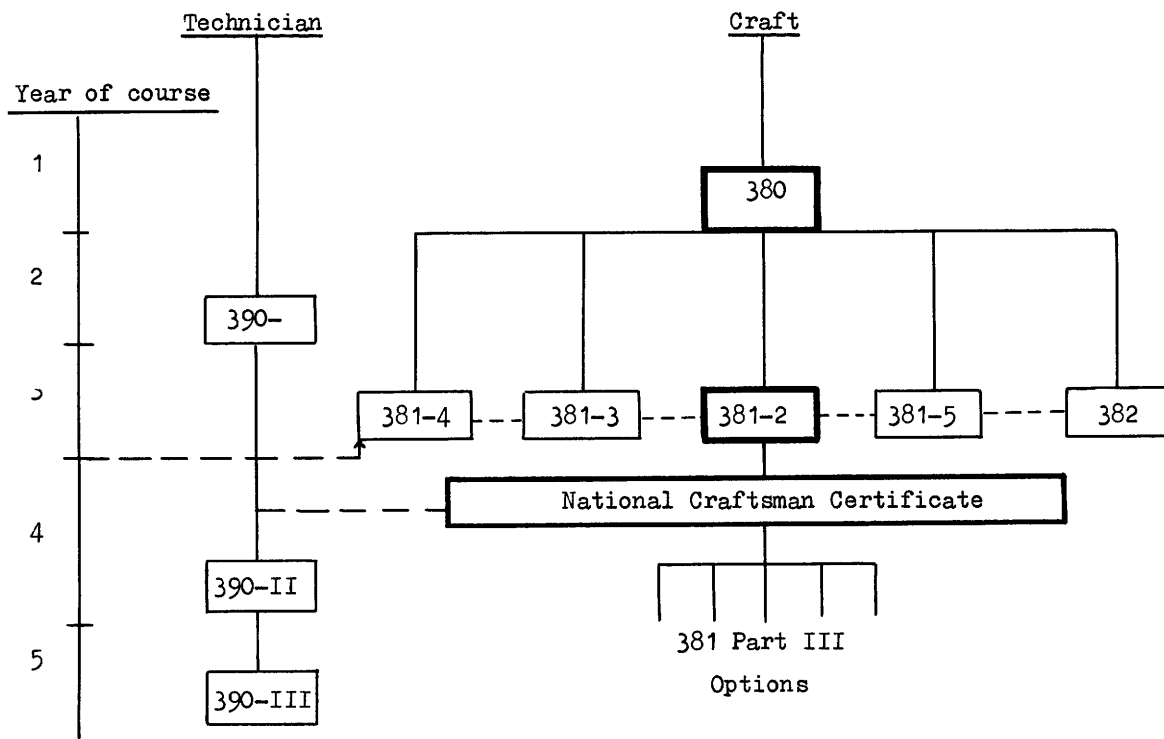 Technician
Craft
Year of course
1
380
2
390-
381-4
381-3
381-2
381-5
382
National Craftsman Certificate
4
390-II
381 Part III
5
Options
390-III